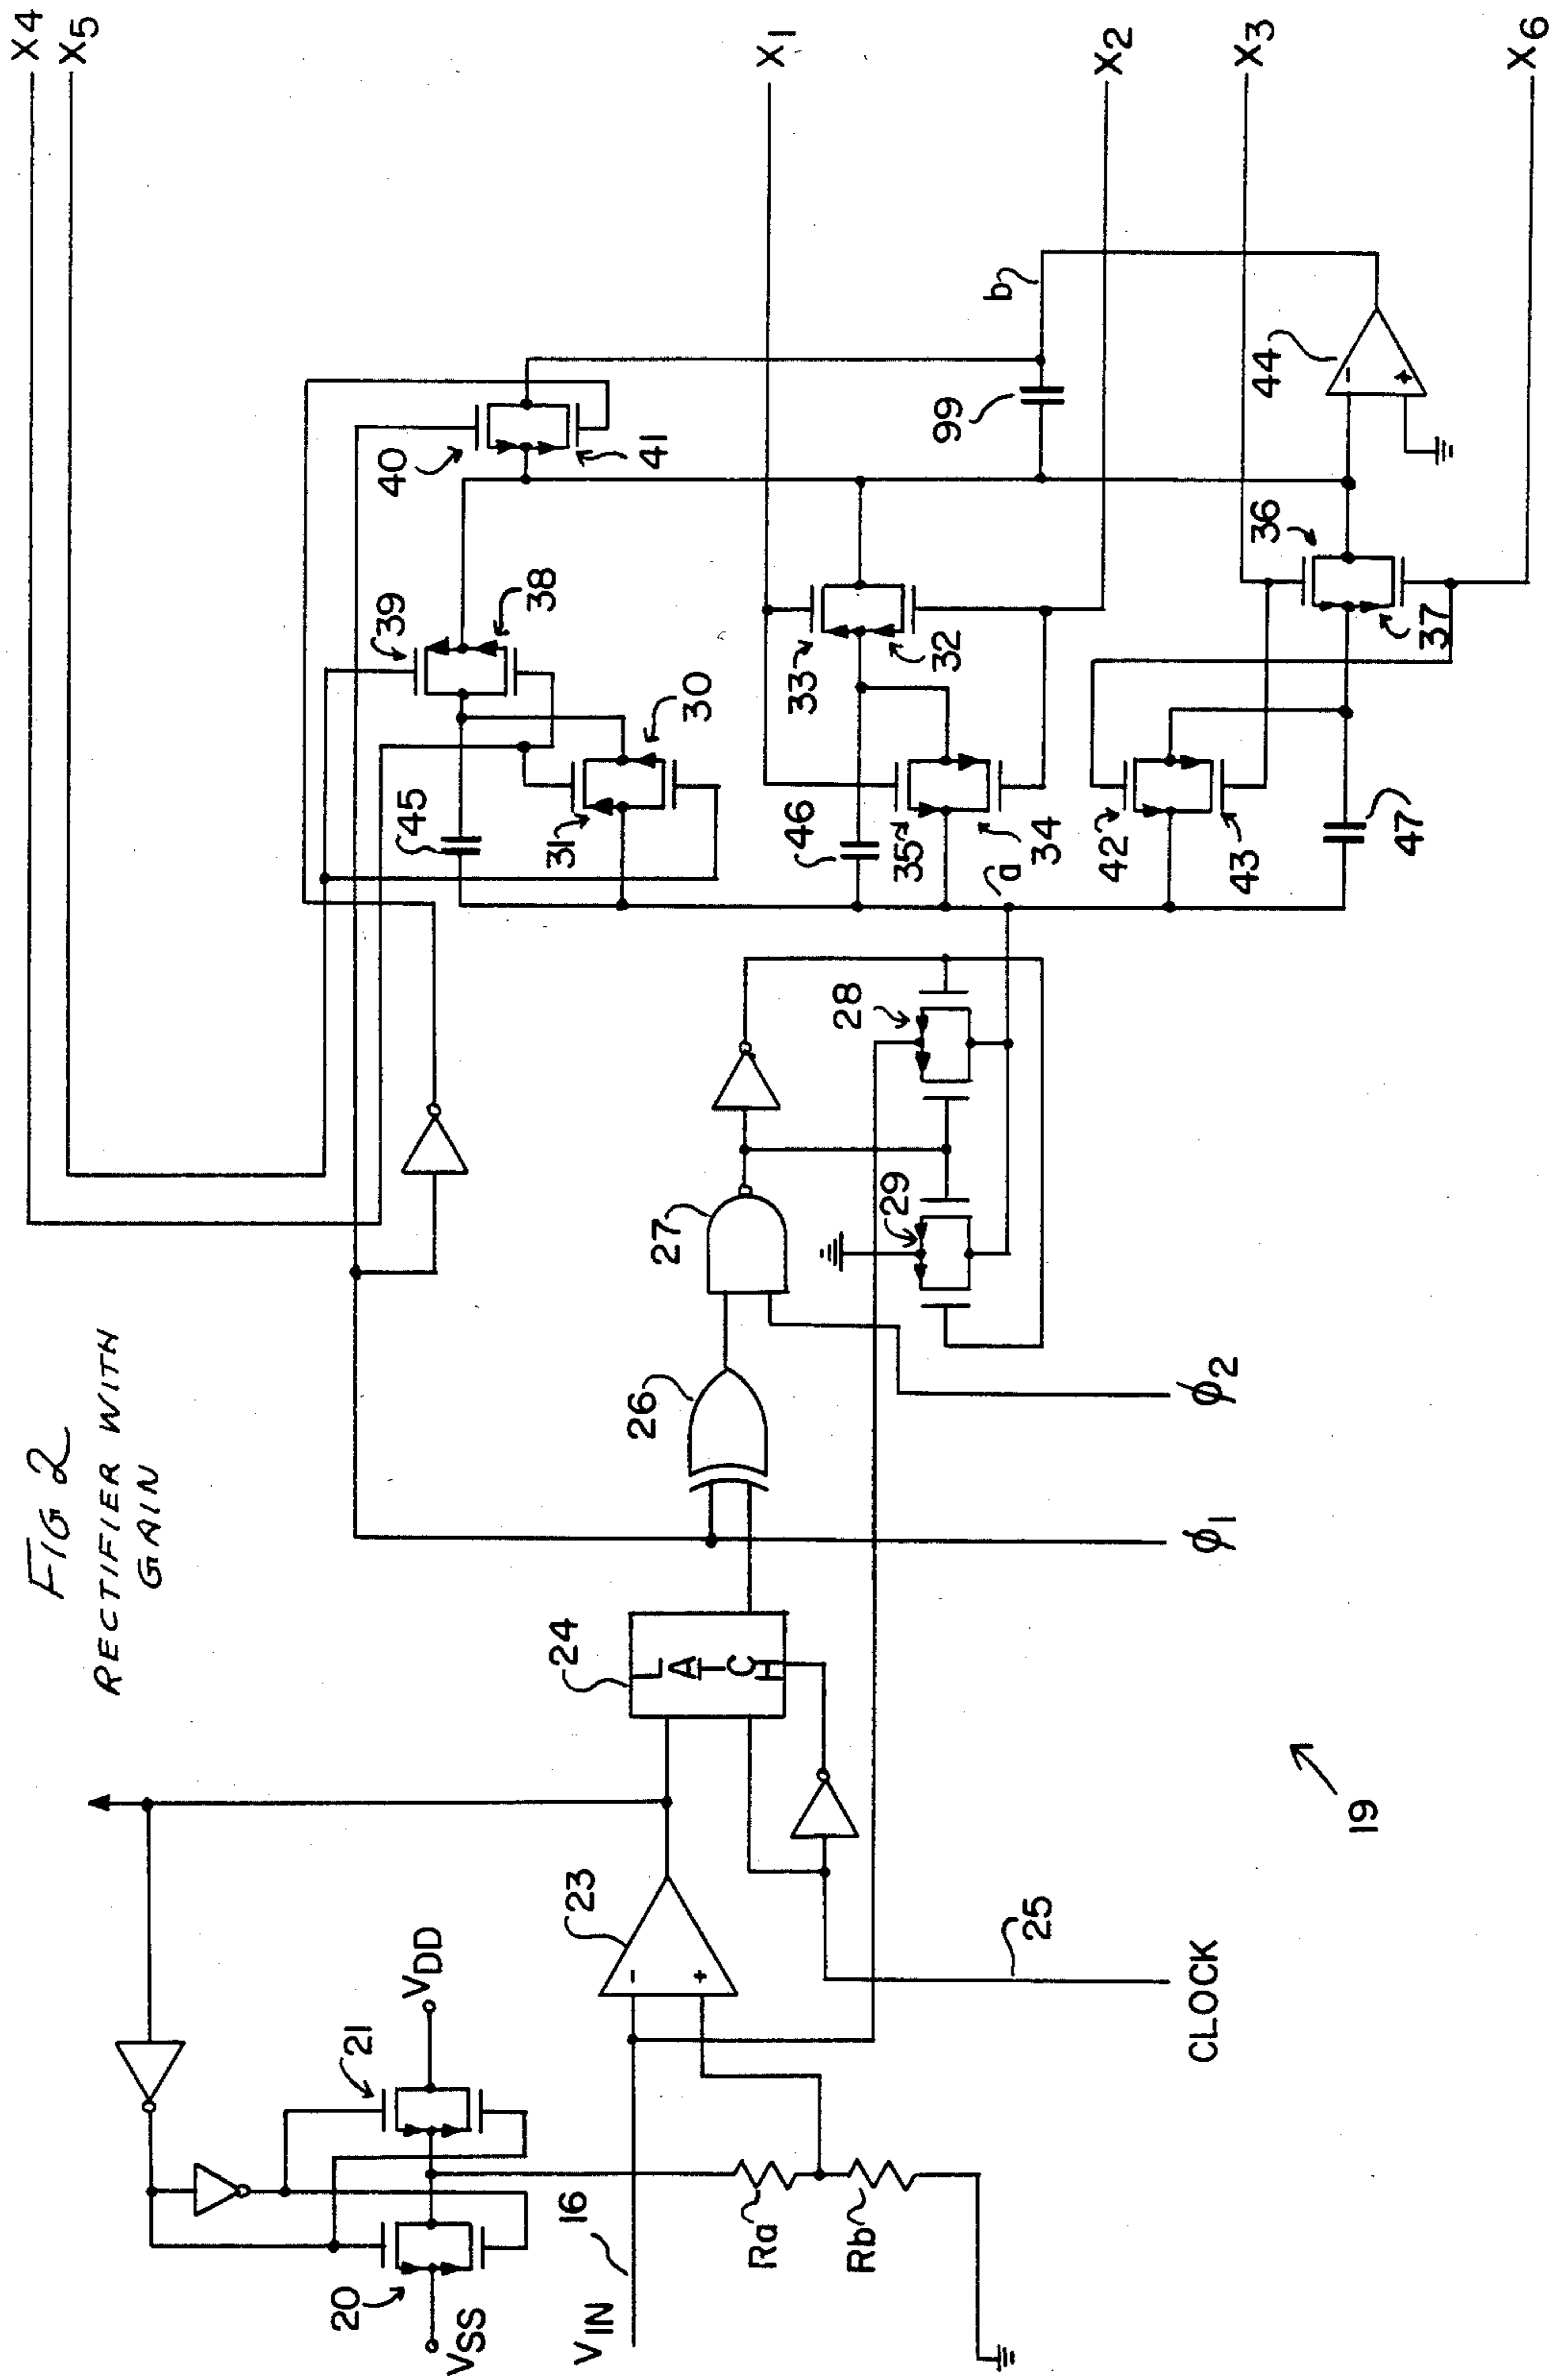 FIG 2
RECTIFIER WITH
GAIN
X4
X5
X1
X2
X3
X6
40
41
39
38
30
31
45
33
32
46
35
34
a
b
99
44
36
37
42
43
47
28
29
27
26
24
LATCH
23
21
20
VDD
VSS
VIN
16
Ra
Rb
25
CLOCK
ϕ1
ϕ2
19
-
+
-
+